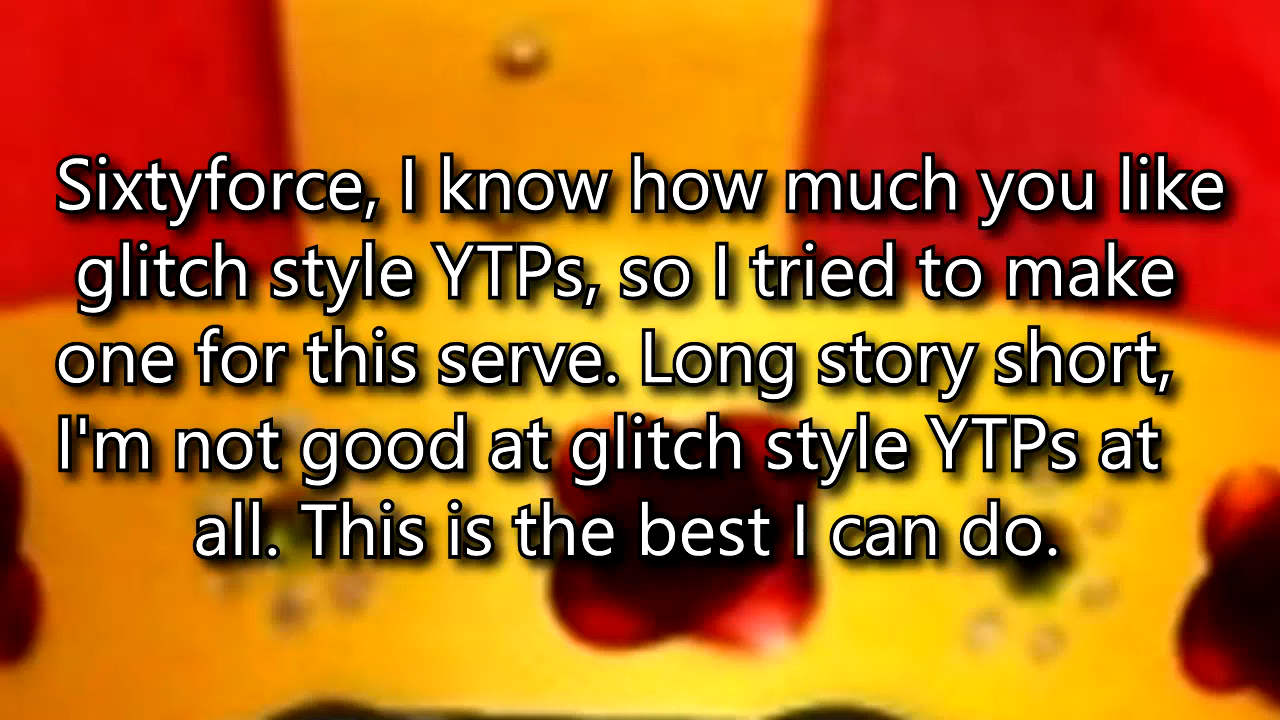 Sixtyforce, I know how much you like
glitch style YTPs, so I tried to make
one for this serve. Long story short,
I'm not good at glitch style YTPs at
all. This is the best I can do.